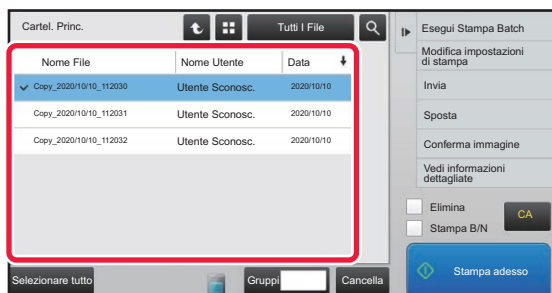 Cartel. Princ.
Tutti I File
Nome File Nome Utente Data
Copy_2020/10/10_112030 Utente Sconosc. 2020/10/10
Copy_2020/10/10_112031 Utente Sconosc. 2020/10/10
Copy_2020/10/10_112032 Utente Sconosc. 2020/10/10
Selezionare tutto
Gruppi
Cancella
Esegui Stampa Batch
Modifica impostazioni
di stampa
Invia
Sposta
Conferma immagine
Vedi informazioni
dettagliate
Elimina
Stampa B/N
CA
Stampa adesso